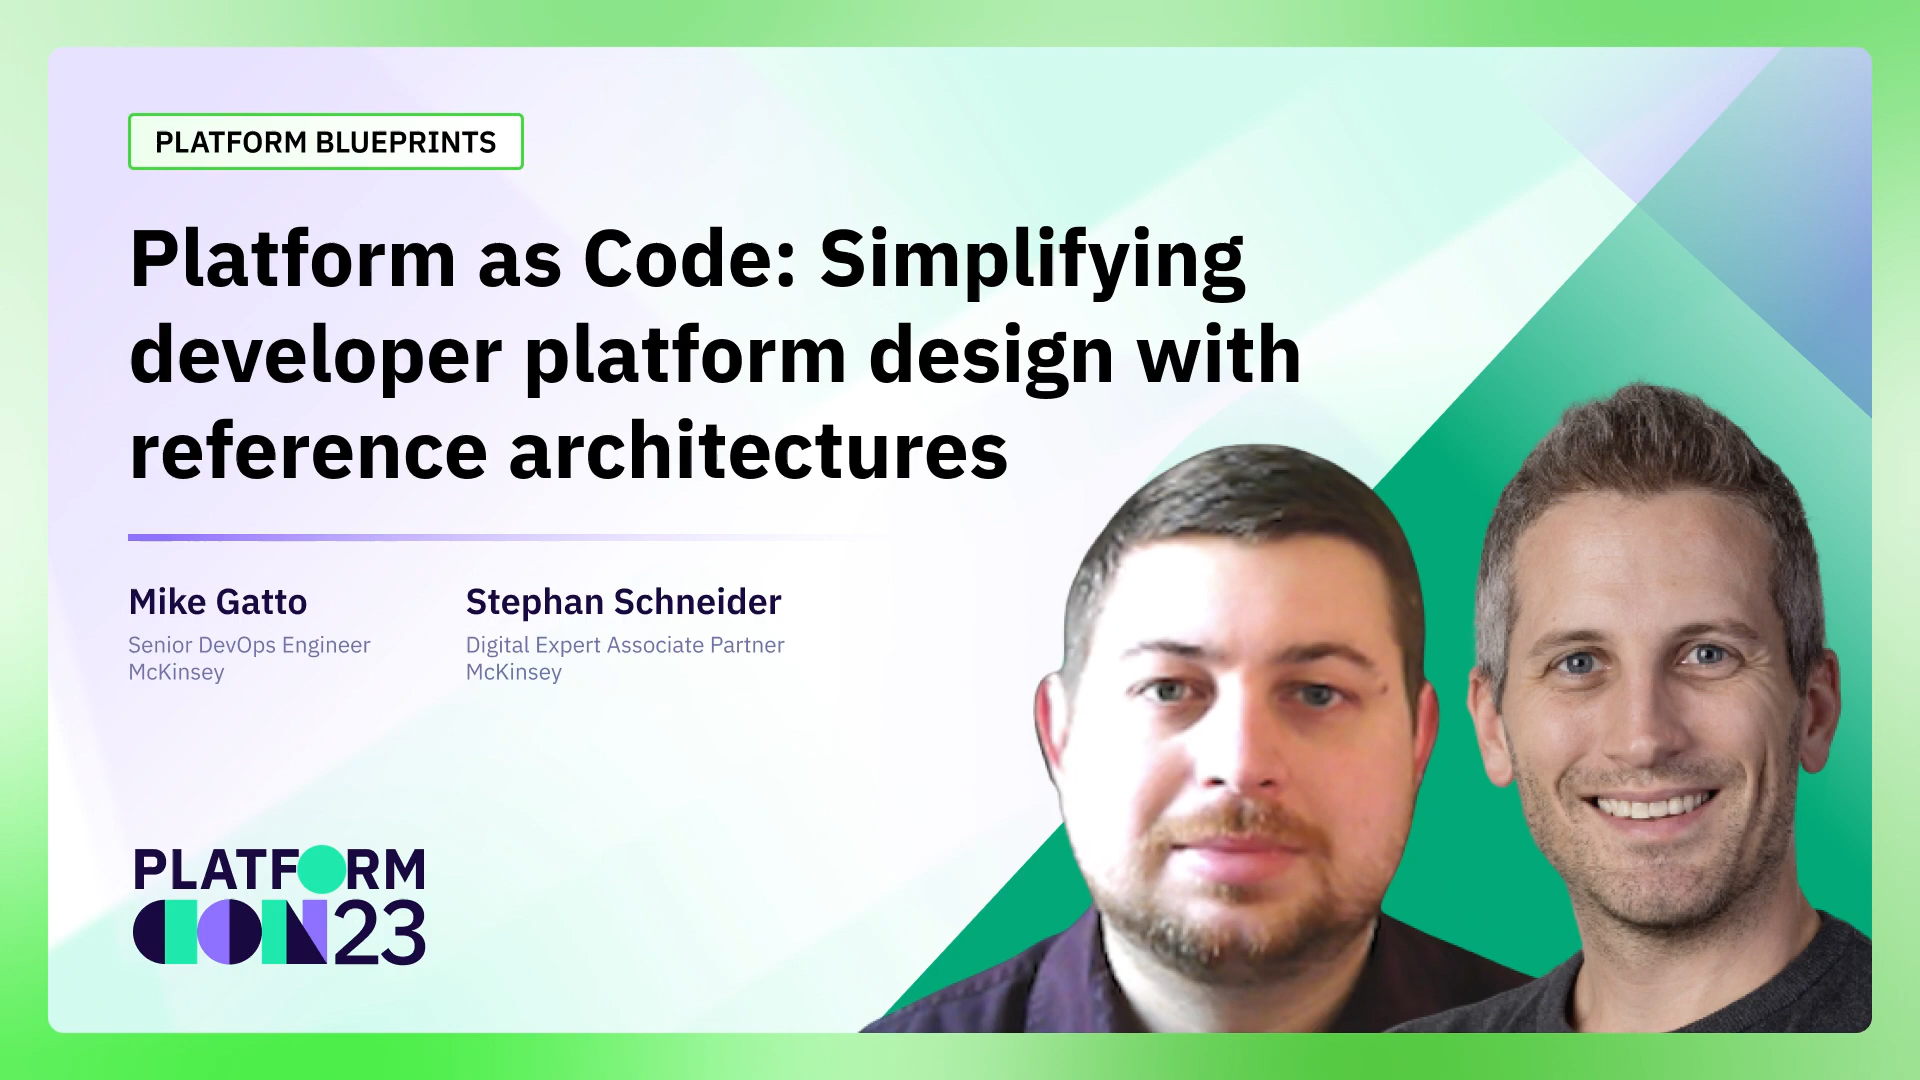 PLATFORM BLUEPRINTS
Platform as Code: Simplifying
developer platform design with
reference architectures
Mike Gatto
Senior DevOps Engineer
McKinsey
Stephan Schneider
Digital Expert Associate Partner
McKinsey
PLATFORM
CON23